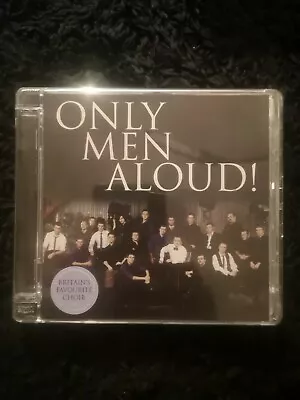 ONLY
MEN
ALOUD!
BRITAIN'S
FAVOURITE
CHOIR